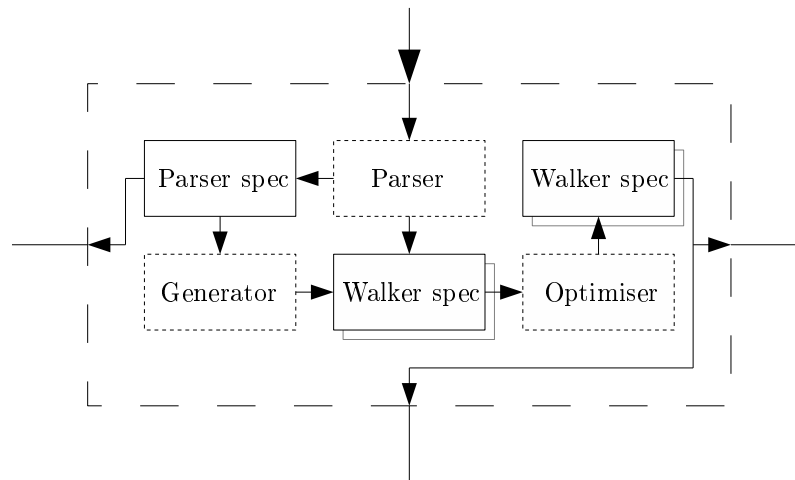 Parser spec
Parser
Walker spec
Generator
Walker spec
Optimiser